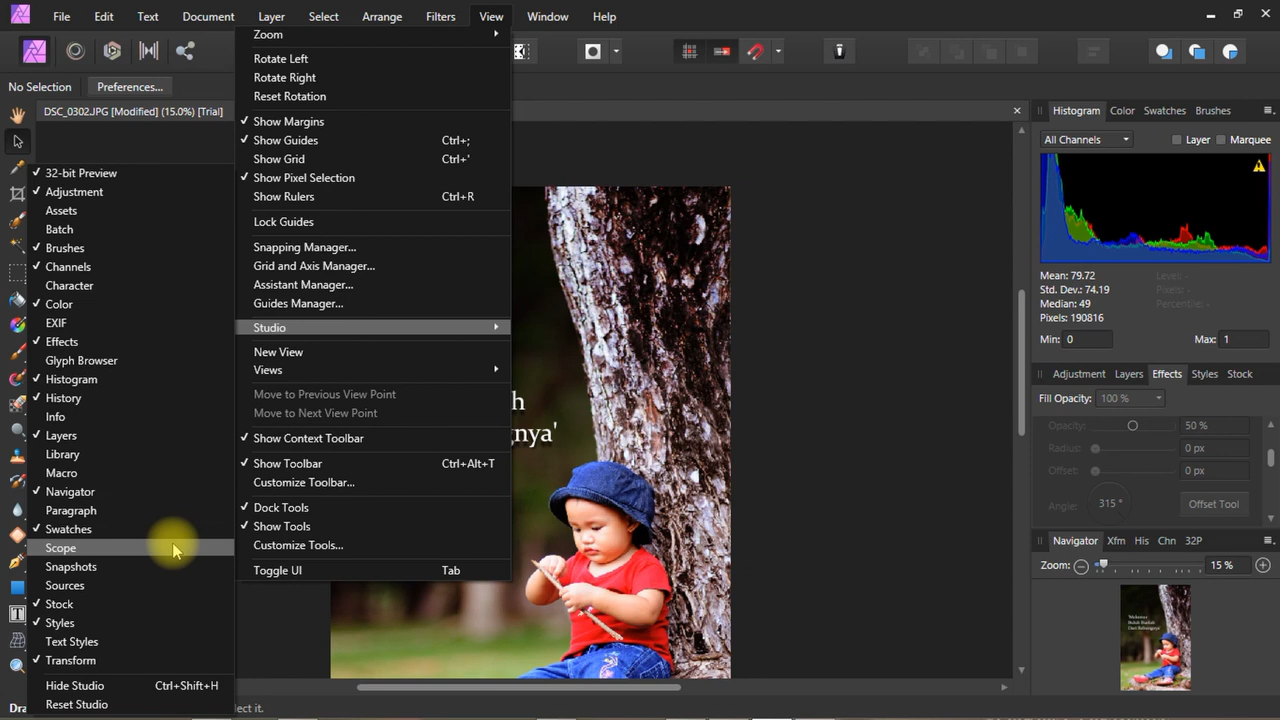 File Edit Text Document Layer Select Arrange Filters View Window Help
No Selection Preferences...
DSC_0302.JPG [Modified] (15.0%) [Trial]
32-bit Preview
Adjustment
Assets
Batch
Brushes
Channels
Character
Color
EXIF
Effects
Glyph Browser
Histogram
History
Info
Layers
Library
Macro
Navigator
Paragraph
Swatches
Scope
Snapshots
Sources
Stock
Styles
Text Styles
Transform
Hide Studio Ctrl+Shift+H
Reset Studio
Zoom
Rotate Left
Rotate Right
Reset Rotation
Show Margins
Show Guides Ctrl+;
Show Grid Ctrl+'
Show Pixel Selection
Show Rulers Ctrl+R
Lock Guides
Snapping Manager...
Grid and Axis Manager...
Assistant Manager...
Guides Manager...
Studio
New View
Views
Move to Previous View Point
Move to Next View Point
Show Context Toolbar
Show Toolbar Ctrl+Alt+T
Customize Toolbar...
Dock Tools
Show Tools
Customize Tools...
Toggle UI Tab
h
gnya'
Histogram Color Swatches Brushes
All Channels Layer Marquee
Mean: 79.72 Level: -
Std. Dev.: 74.19 Pixels: -
Median: 49 Percentile: -
Pixels: 190816
Min: 0 Max: 1
Adjustment Layers Effects Styles Stock
Fill Opacity: 100 %
Opacity: 50 %
Radius: 0 px
Offset: 0 px
Angle: 315 ° Offset Tool
Navigator Xfm His Chn 32P
Zoom: 15 %
Dra
ect it.